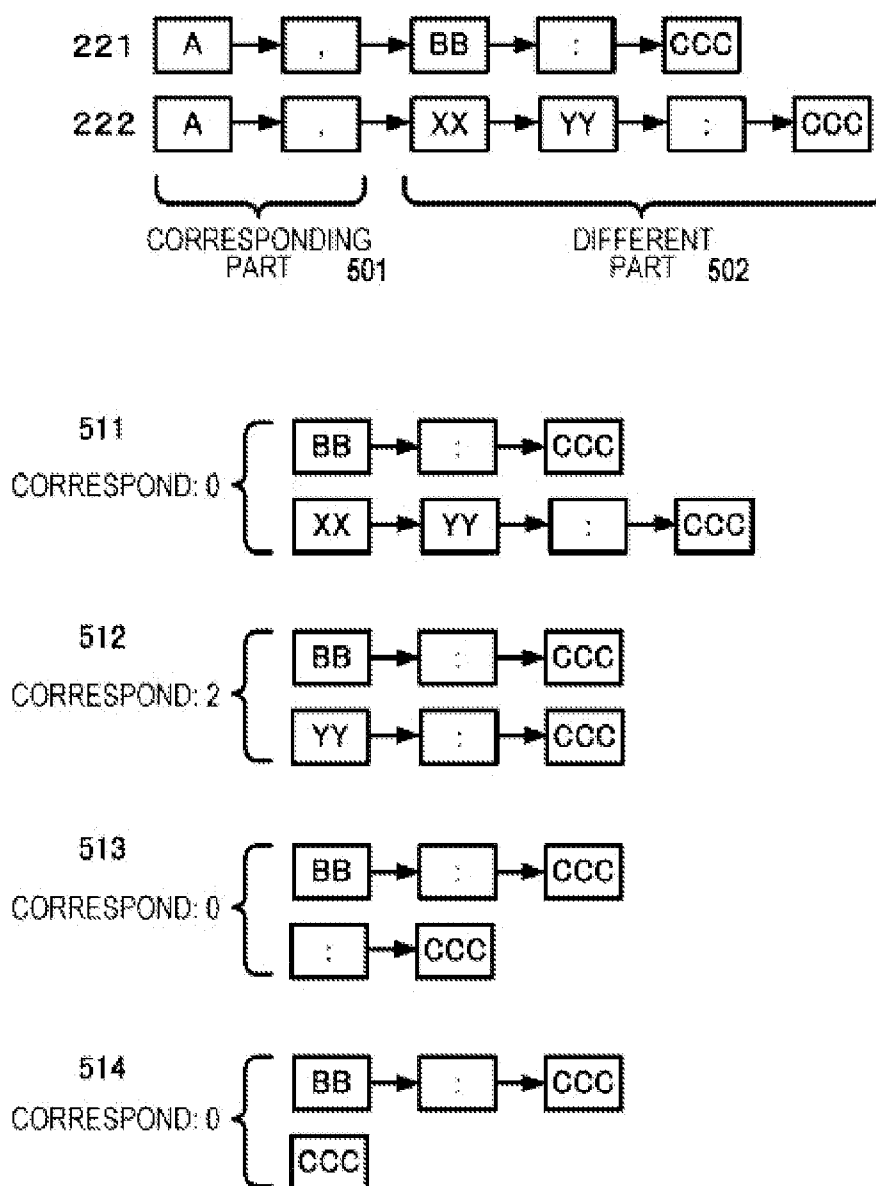 221 A , BB : CCC
222 A , XX YY : CCC
CORRESPONDING PART 501
DIFFERENT PART 502
511
CORRESPOND: 0
BB : CCC
XX YY : CCC
512
CORRESPOND: 2
BB : CCC
YY : CCC
513
CORRESPOND: 0
BB : CCC
: CCC
514
CORRESPOND: 0
BB : CCC
CCC